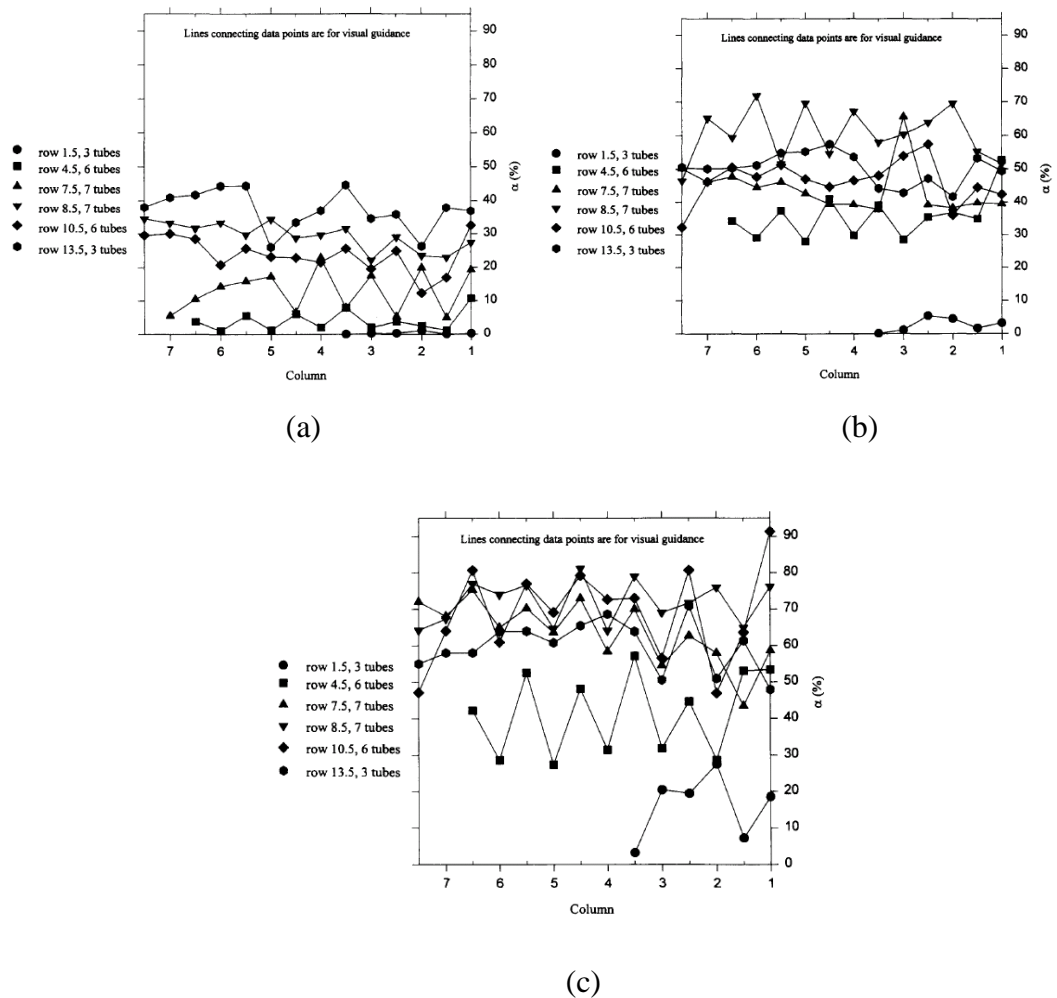 Lines connecting data points are for visual guidance
90
80
70
60
50
40
30
20
10
0
α (%)
row 1.5, 3 tubes
row 4.5, 6 tubes
row 7.5, 7 tubes
row 8.5, 7 tubes
row 10.5, 6 tubes
row 13.5, 3 tubes
7 6 5 4 3 2 1
Column
(a)
Lines connecting data points are for visual guidance
90
80
70
60
50
40
30
20
10
0
α (%)
row 1.5, 3 tubes
row 4.5, 6 tubes
row 7.5, 7 tubes
row 8.5, 7 tubes
row 10.5, 6 tubes
row 13.5, 3 tubes
7 6 5 4 3 2 1
Column
(b)
Lines connecting data points are for visual guidance
90
80
70
60
50
40
30
20
10
0
α (%)
row 1.5, 3 tubes
row 4.5, 6 tubes
row 7.5, 7 tubes
row 8.5, 7 tubes
row 10.5, 6 tubes
row 13.5, 3 tubes
7 6 5 4 3 2 1
Column
(c)